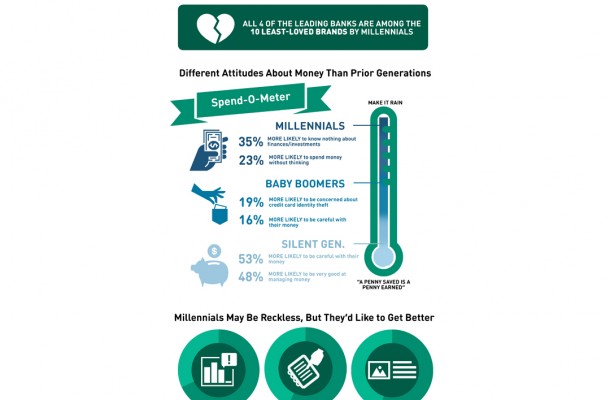 ALL 4 OF THE LEADING BANKS ARE AMONG THE
10 LEAST-LOVED BRANDS BY MILLENNIALS
Different Attitudes About Money Than Prior Generations
Spend-O-Meter
MAKE IT RAIN
MILLENNIALS
35% MORE LIKELY to know nothing about
finances/investments
23% MORE LIKELY to spend money
without thinking
BABY BOOMERS
19% MORE LIKELY to be concerned about
credit card identity theft
16% MORE LIKELY to be careful with
their money
SILENT GEN.
53% MORE LIKELY to be careful with their
money
48% MORE LIKELY to be very good at
managing money
"A PENNY SAVED IS A
PENNY EARNED"
Millennials May Be Reckless, But They'd Like to Get Better